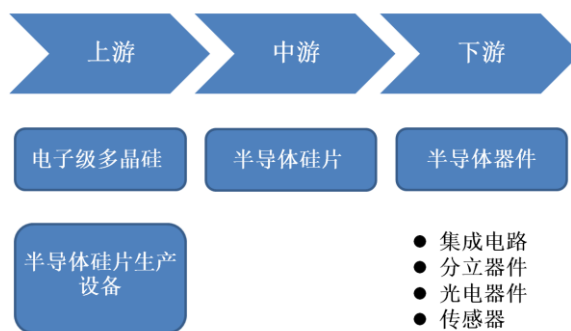 上游
中游
下游
电子级多晶硅
半导体硅片
半导体器件
半导体硅片生产
设备
● 集成电路
● 分立器件
● 光电器件
● 传感器